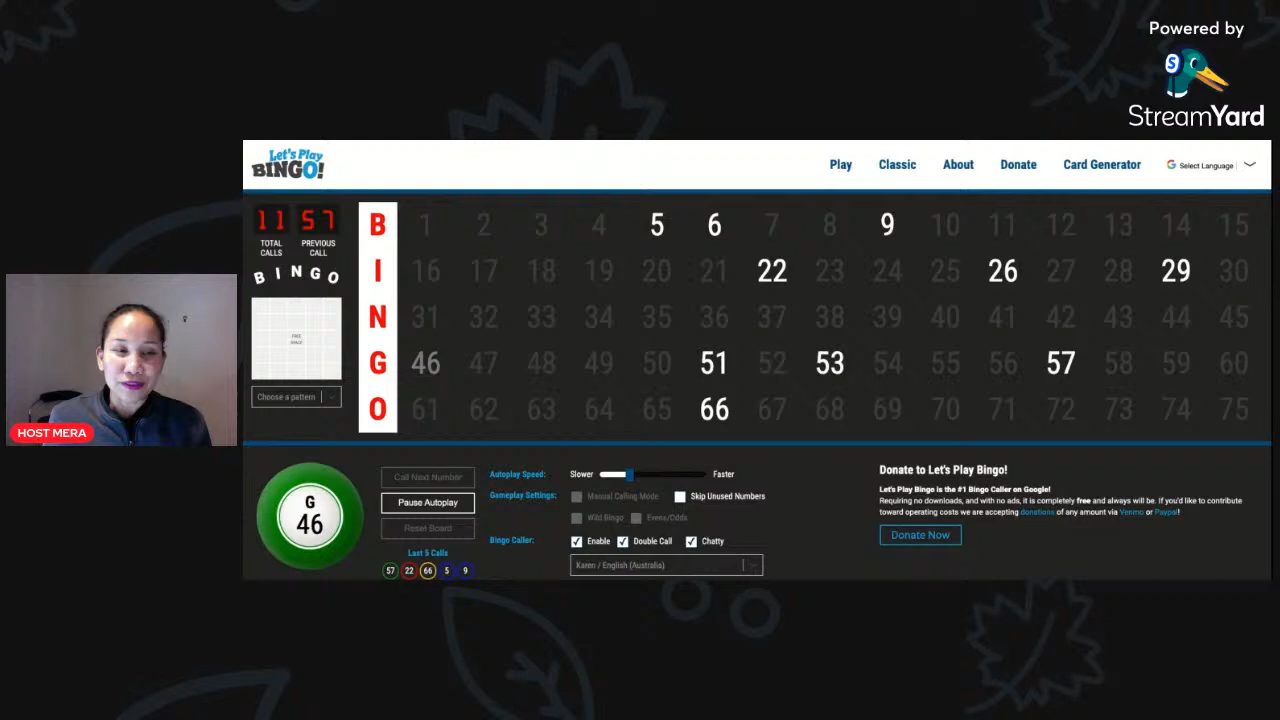 Powered by
StreamYard
Let's Play
BINGO!
Play
Classic
About
Donate
Card Generator
Select Language
11
57
TOTAL CALLS
PREVIOUS CALL
BINGO
FREE SPACE
Choose a pattern
B 1 2 3 4 5 6 7 8 9 10 11 12 13 14 15
I 16 17 18 19 20 21 22 23 24 25 26 27 28 29 30
N 31 32 33 34 35 36 37 38 39 40 41 42 43 44 45
G 46 47 48 49 50 51 52 53 54 55 56 57 58 59 60
O 61 62 63 64 65 66 67 68 69 70 71 72 73 74 75
HOST MERA
G
46
Call Next Number
Pause Autoplay
Reset Board
Last 5 Calls
57 22 66 5 9
Autoplay Speed: Slower Faster
Gameplay Settings: Manual Calling Mode Skip Unused Numbers
Wild Bingo Evens/Odds
Bingo Caller: Enable Double Call Chatty
Karen / English (Australia)
Donate to Let's Play Bingo!
Let's Play Bingo is the #1 Bingo Caller on Google!
Requiring no downloads, and with no ads, it is completely free and always will be. If you'd like to contribute
toward operating costs we are accepting donations of any amount via Venmo or Paypal!
Donate Now